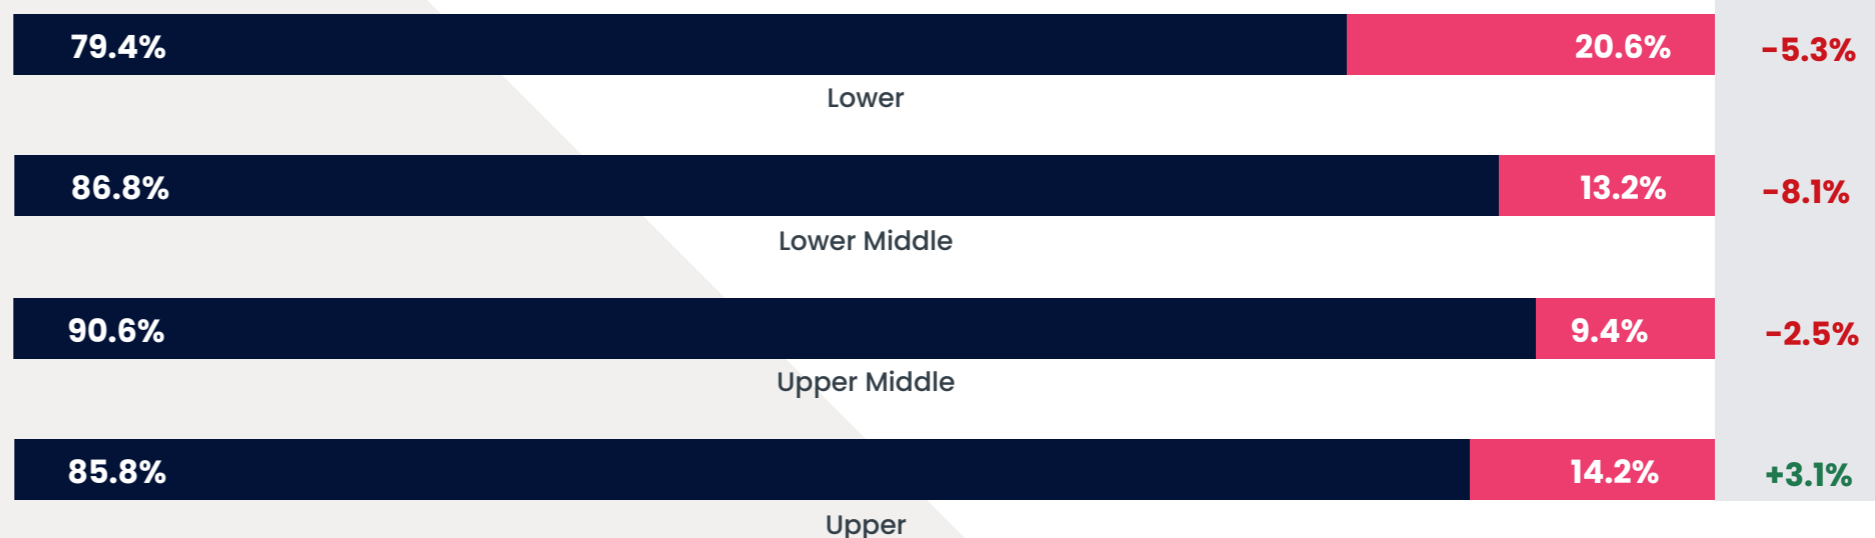 79.4% 20.6% -5.3%
Lower
86.8% 13.2% -8.1%
Lower Middle
90.6% 9.4% -2.5%
Upper Middle
85.8% 14.2% +3.1%
Upper